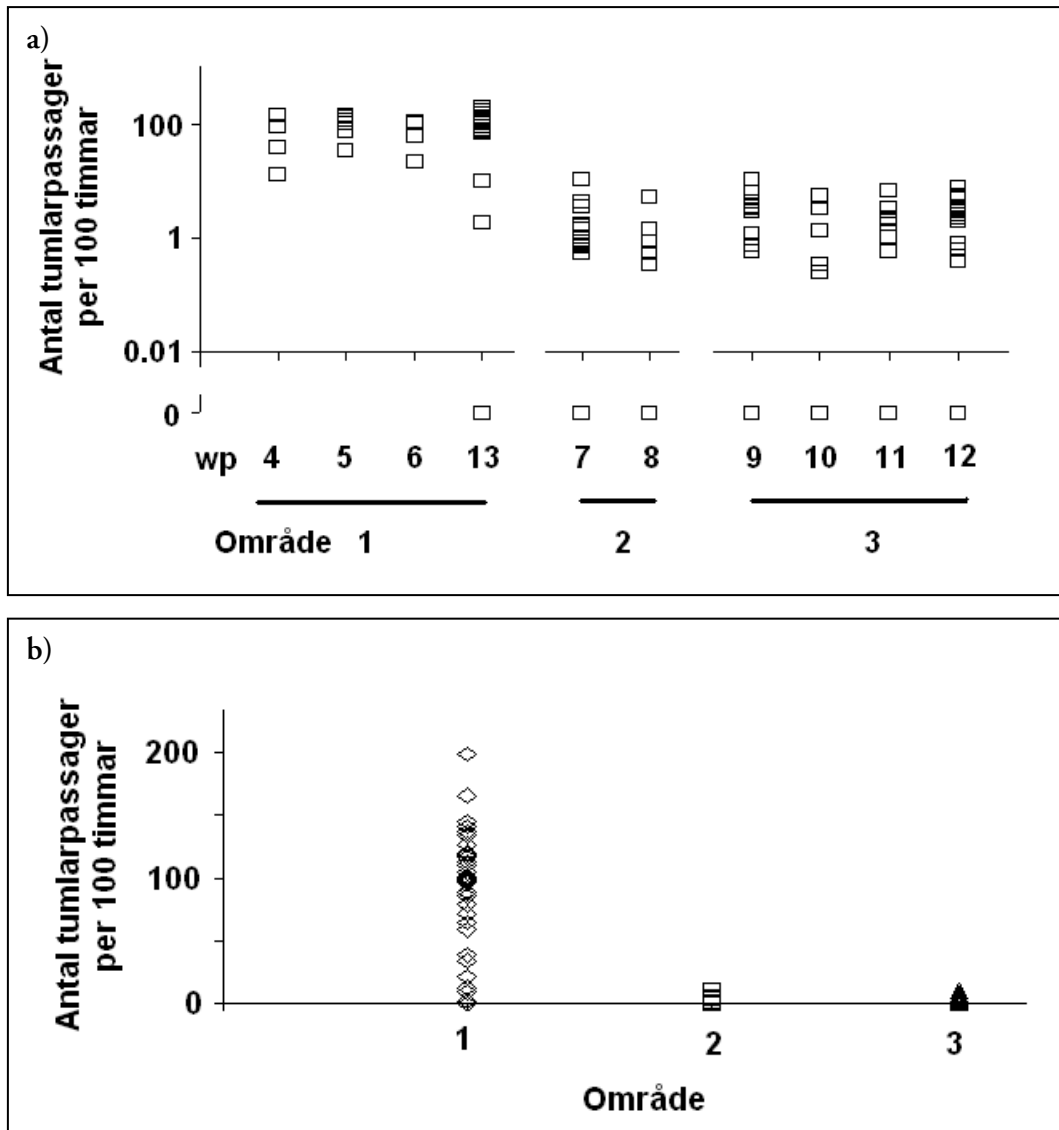 a)
Antal tumlarpassager
per 100 timmar
100
1
0.01
0
wp 4 5 6 13 7 8 9 10 11 12
Område 1 2 3
b)
Antal tumlarpassager
per 100 timmar
200
100
0
1 2 3
Område